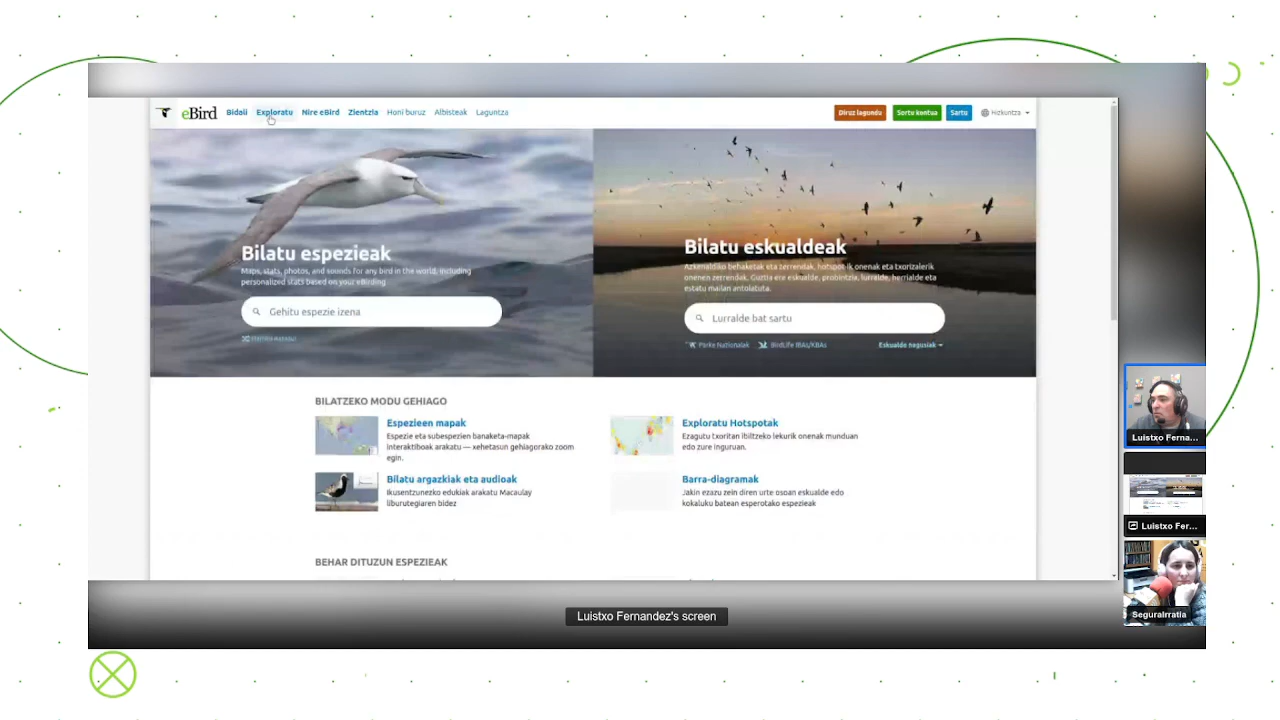 eBird Bidali Exploratu Nire eBird Zientzia Honi buruz Albisteak Laguntza Diruz lagundu Sortu kontua Sartu Hizkuntza
Bilatu espezieak
Maps, stats, photos, and sounds for any bird in the world, including
personalized stats based on your eBirding
Gehitu espezie izena
Bilatu eskualdeak
Azkenaldiko behaketak eta zerrendak, hotspot-ik onenak eta txorizalerik
onenen zerrendak. Guztia ere eskualde, probintzia, lurralde, herrialde eta
estatu mailan antolatuta.
Lurralde bat sartu
Parke Nationalak BirdLife IBAs/KBAs Eskualde nagusiak
BILATZEKO MODU GEHIAGO
Espezieen mapak
Espezie eta subespezien banaketa-mapak
interaktiboak arakatu — xehetasun gehiagorako zoom
egin.
Exploratu Hotspotak
Ezagutu txoritan ibiltzeko lekurik onenak munduan
edo zure inguruan.
Bilatu argazkiak eta audioak
Ikusentzunezko edukiak arakatu Macaulay
liburutegiaren bidez
Barra-diagramak
Jakin ezazu zein diren urte osoan eskualde edo
kokaluku batean esperotako espezieak
BEHAR DITUZUN ESPEZIEAK
Luistxo Ferna...
Luistxo Fer...
SeguraIrratia
Luistxo Fernandez's screen